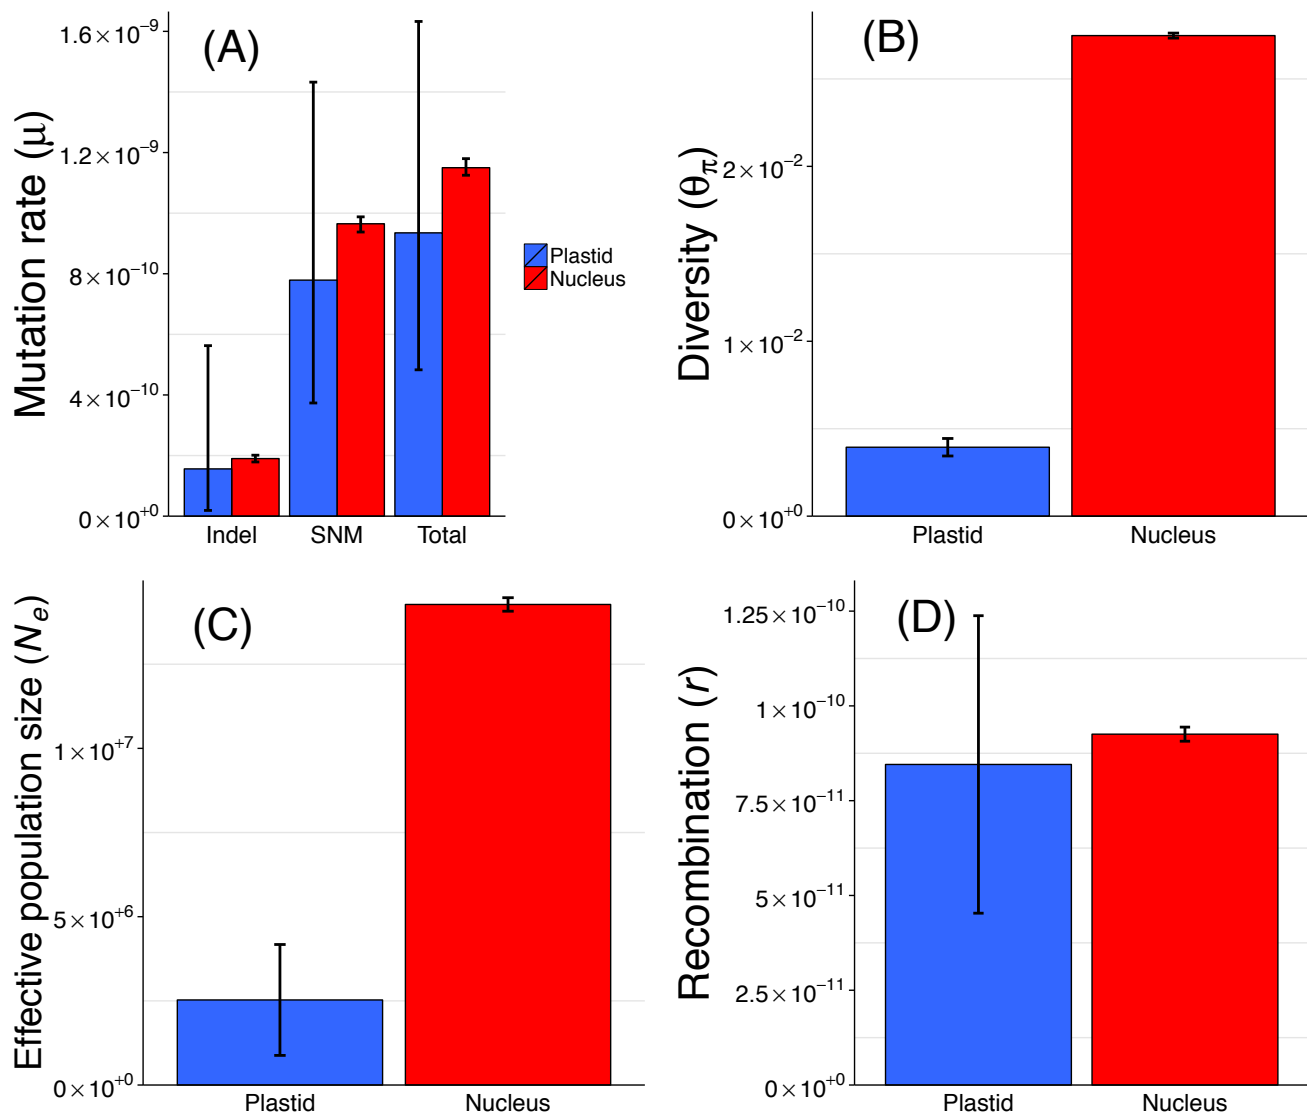 (A)
Mutation rate (μ)
1.6×10⁻⁹
1.2×10⁻⁹
8×10⁻¹⁰
4×10⁻¹⁰
0×10⁺⁰
Indel
SNM
Total
Plastid
Nucleus
(B)
Diversity (θπ)
2×10⁻²
1×10⁻²
0×10⁺⁰
Plastid
Nucleus
(C)
Effective population size (Nₑ)
1×10⁺⁷
5×10⁺⁶
0×10⁺⁰
Plastid
Nucleus
(D)
Recombination (r)
1.25×10⁻¹⁰
1×10⁻¹⁰
7.5×10⁻¹¹
5×10⁻¹¹
2.5×10⁻¹¹
0×10⁺⁰
Plastid
Nucleus